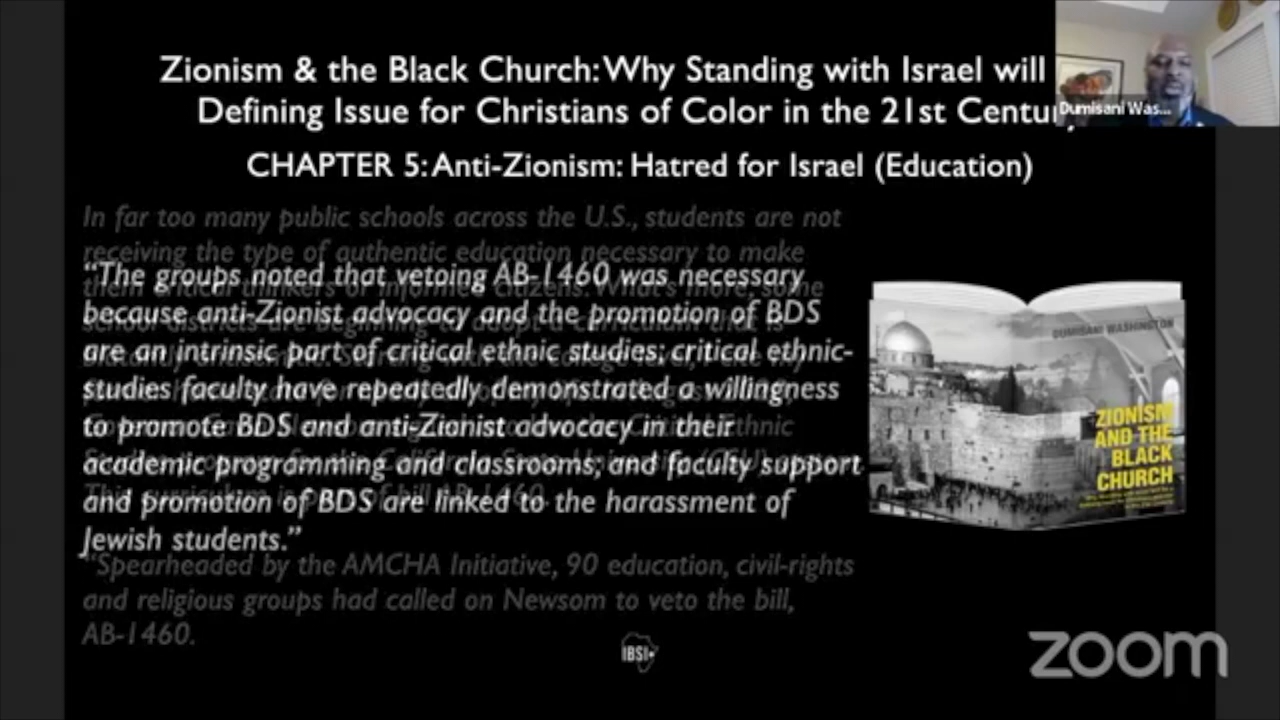 Zionism & the Black Church: Why Standing with Israel will
Defining Issue for Christians of Color in the 21st Century
Dumisani Was...
CHAPTER 5: Anti-Zionism: Hatred for Israel (Education)
In far too many public schools across the U.S., students are not
receiving the type of authentic education necessary to make
“The groups noted that vetoing AB-1460 was necessary
because anti-Zionist advocacy and the promotion of BDS
are an intrinsic part of critical ethnic studies; critical ethnic-
studies faculty have repeatedly demonstrated a willingness
to promote BDS and anti-Zionist advocacy in their
academic programming and classrooms; and faculty support
and promotion of BDS are linked to the harassment of
Jewish students.”
“Spearheaded by the AMCHA Initiative, 90 education, civil-rights
and religious groups had called on Newsom to veto the bill,
AB-1460.
DUMISANI WASHINGTON
ZIONISM
AND THE
BLACK
CHURCH
IBSI
zoom